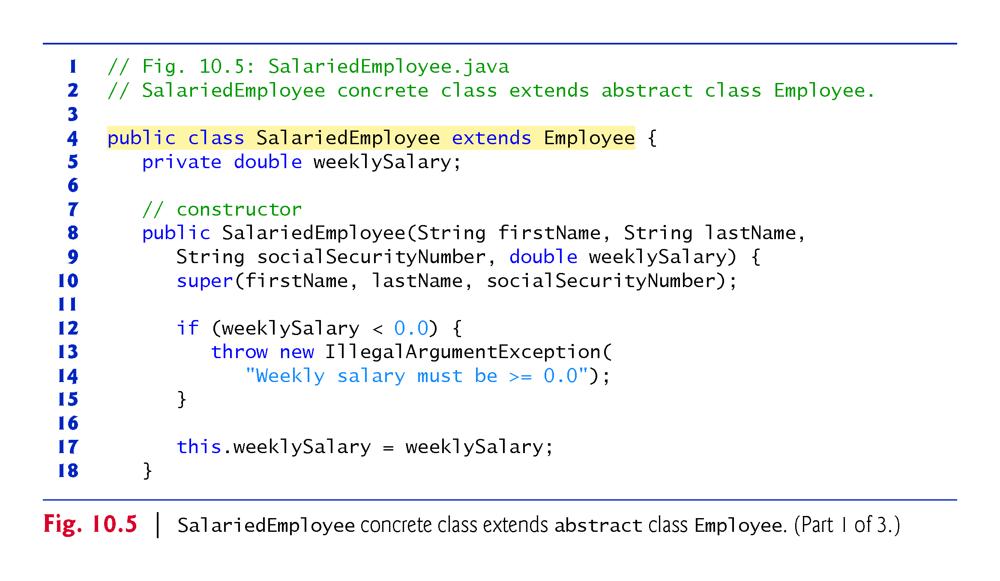 1 // Fig. 10.5: SalariedEmployee.java
2 // SalariedEmployee concrete class extends abstract class Employee.
3
4 public class SalariedEmployee extends Employee {
5    private double weeklySalary;
6
7    // constructor
8    public SalariedEmployee(String firstName, String lastName,
9       String socialSecurityNumber, double weeklySalary) {
10       super(firstName, lastName, socialSecurityNumber);
11
12       if (weeklySalary < 0.0) {
13          throw new IllegalArgumentException(
14             "Weekly salary must be >= 0.0");
15       }
16
17       this.weeklySalary = weeklySalary;
18    }
Fig. 10.5 | SalariedEmployee concrete class extends abstract class Employee. (Part 1 of 3.)